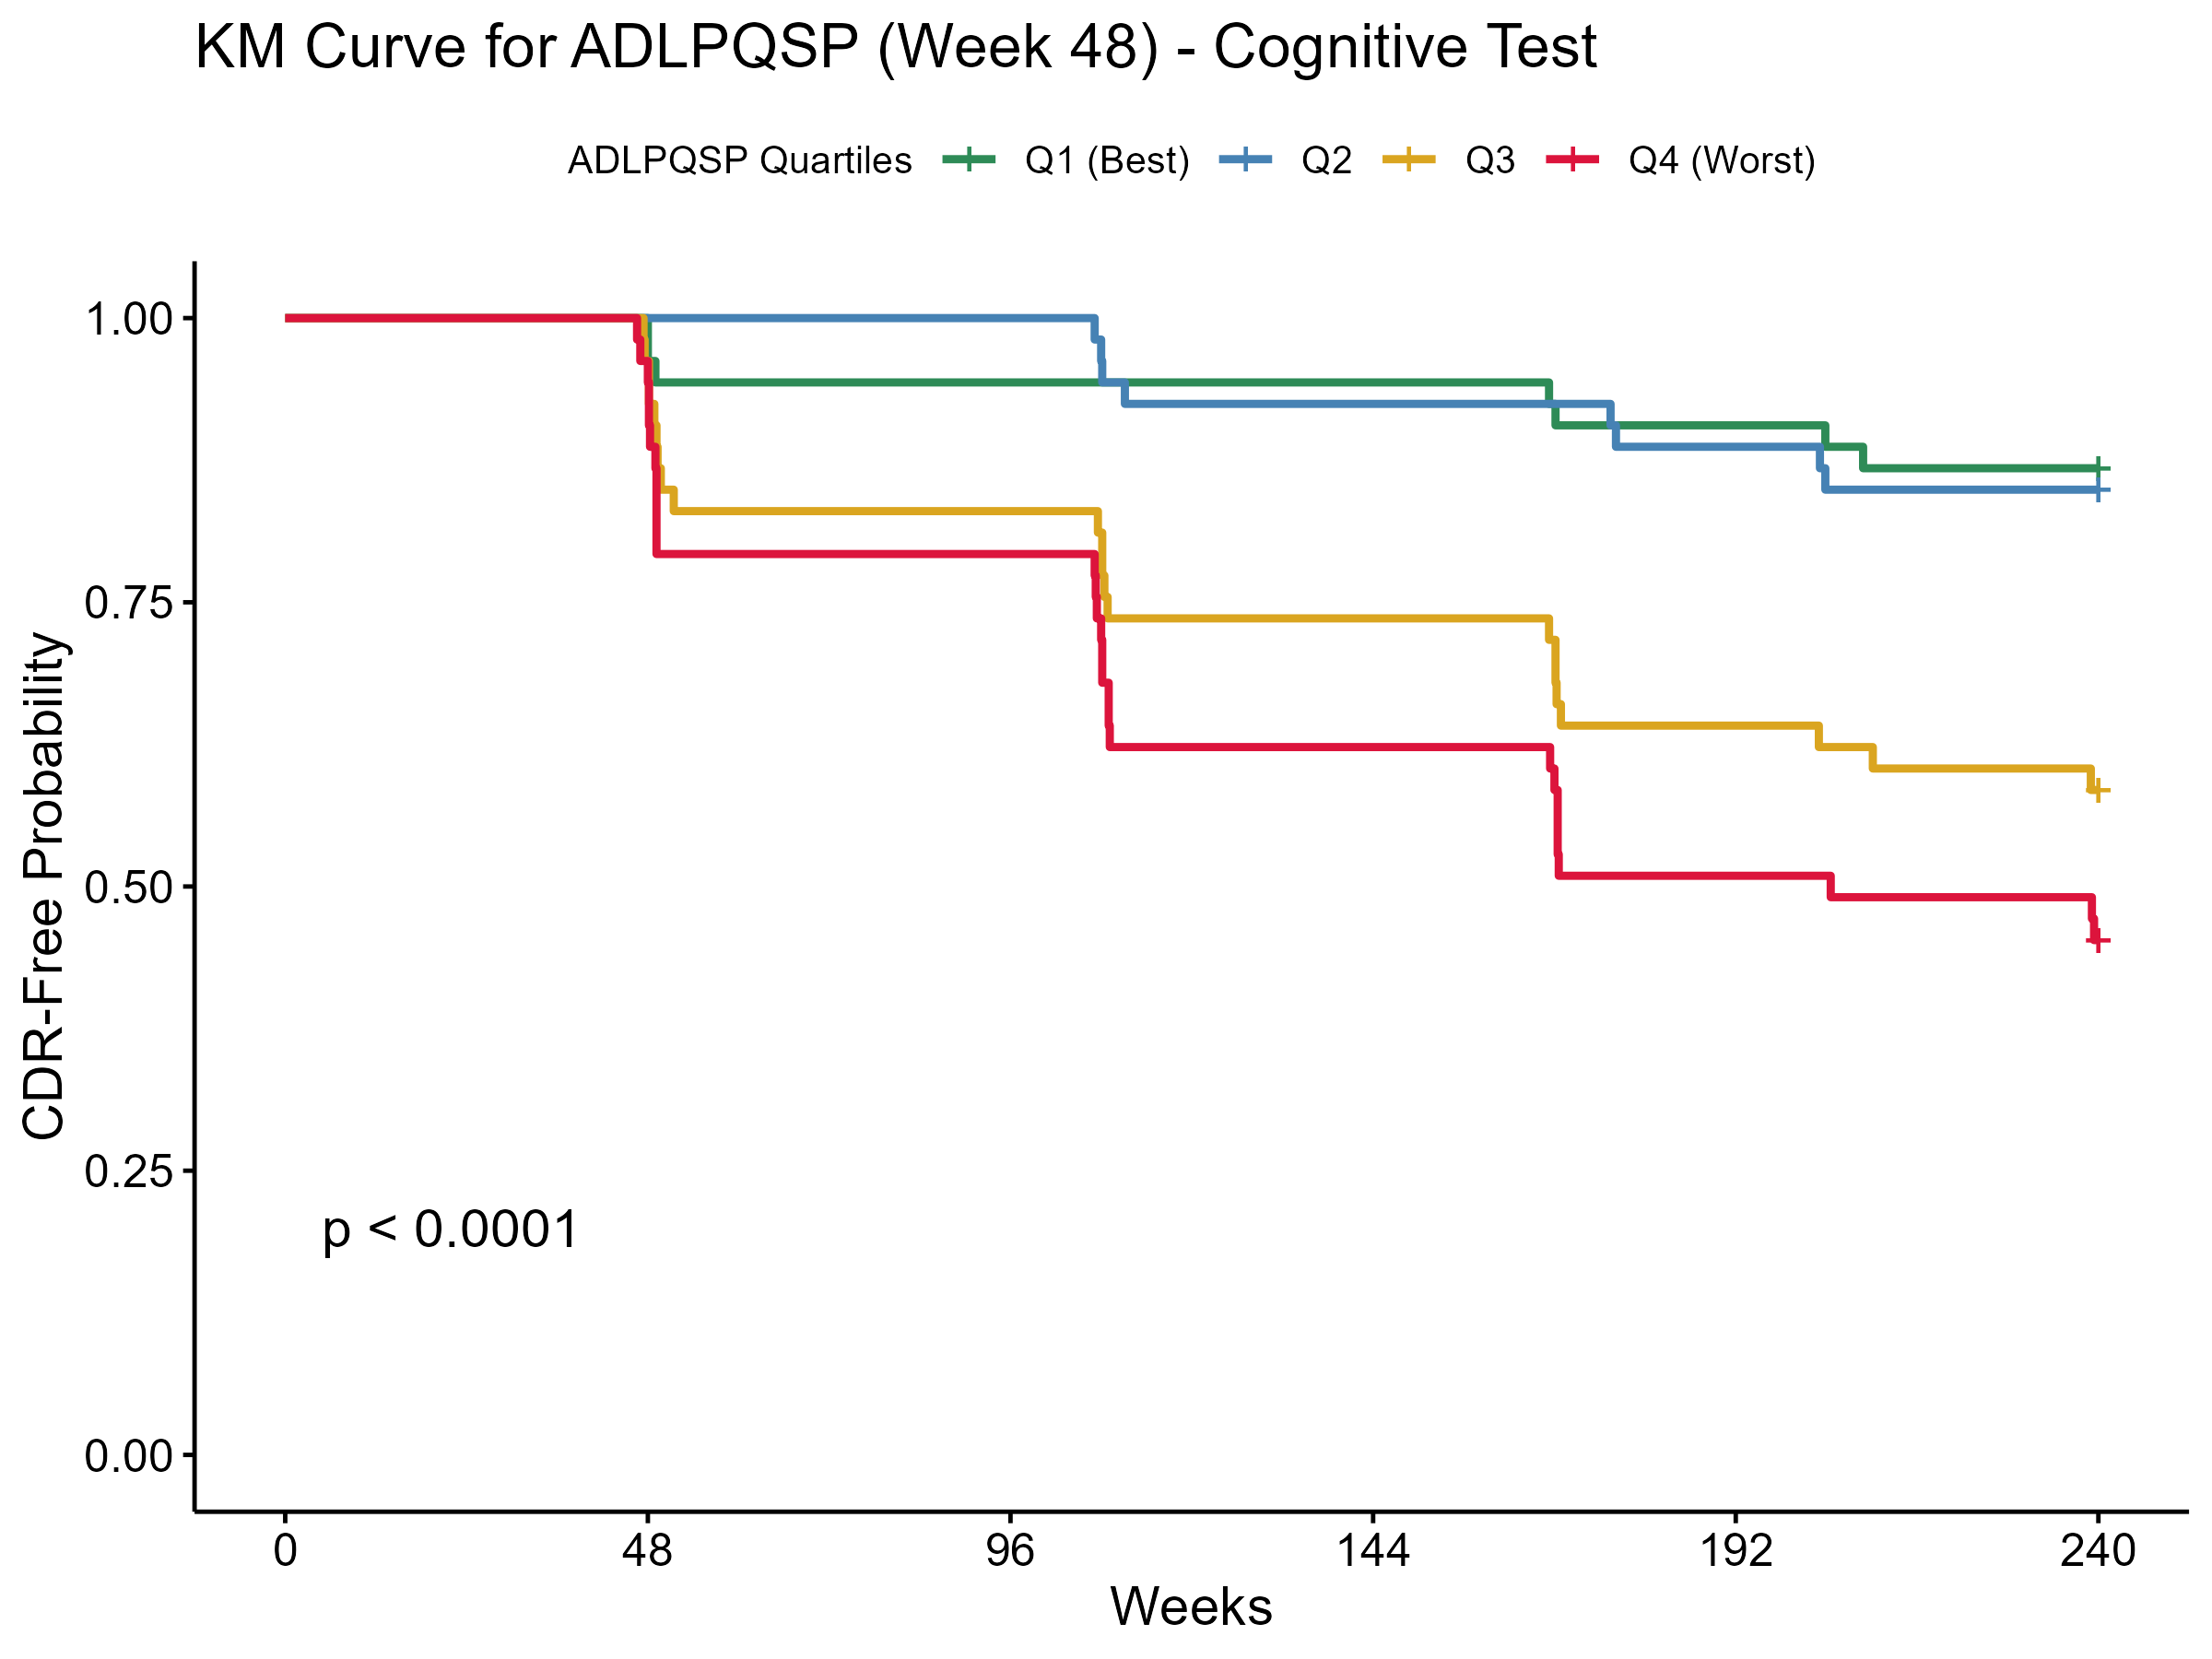 KM Curve for ADLPQSP (Week 48) - Cognitive Test
ADLPQSP Quartiles Q1 (Best) Q2 Q3 Q4 (Worst)
CDR-Free Probability
1.00
0.75
0.50
0.25
0.00
p < 0.0001
0 48 96 144 192 240
Weeks